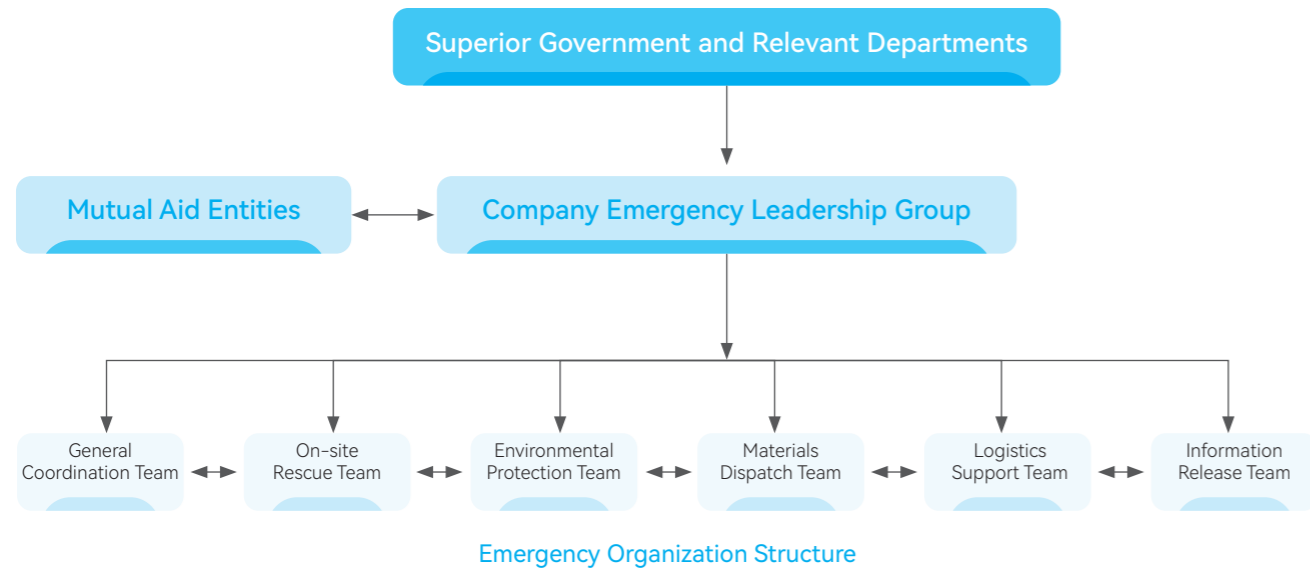 Superior Government and Relevant Departments
Mutual Aid Entities
Company Emergency Leadership Group
General
Coordination Team
On-site
Rescue Team
Environmental
Protection Team
Materials
Dispatch Team
Logistics
Support Team
Information
Release Team
Emergency Organization Structure